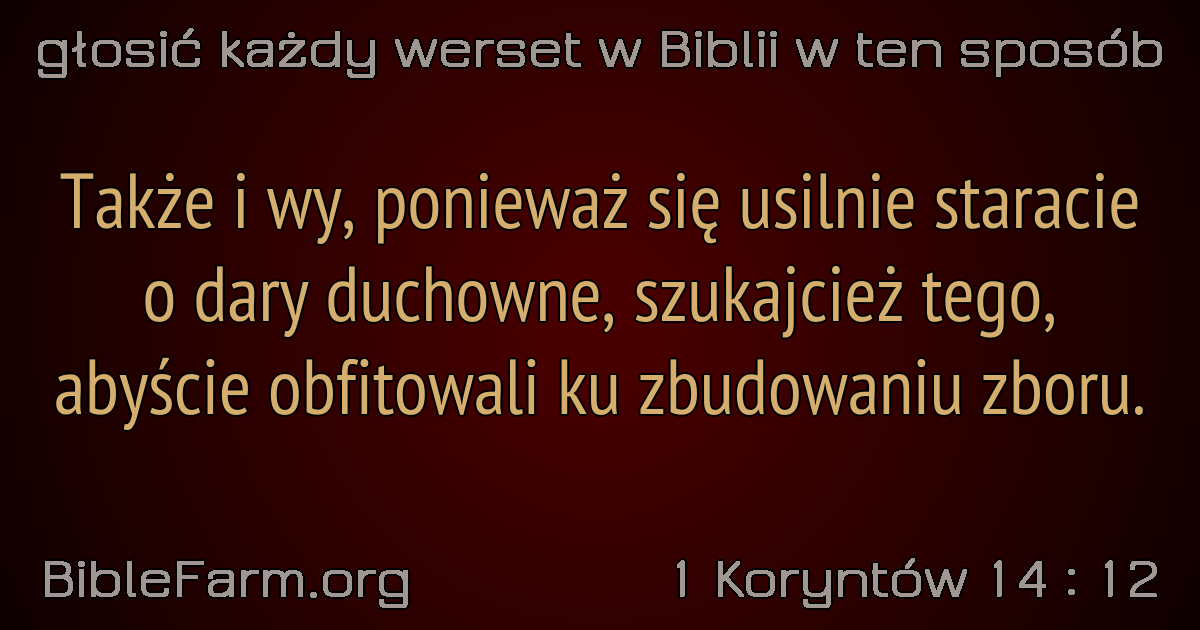 głosić każdy werset w Biblii w ten sposób
Także i wy, ponieważ się usilnie staracie
o dary duchowne, szukajcież tego,
abyście obfitowali ku zbudowaniu zboru.
BibleFarm.org
1 Koryntów 14 : 12